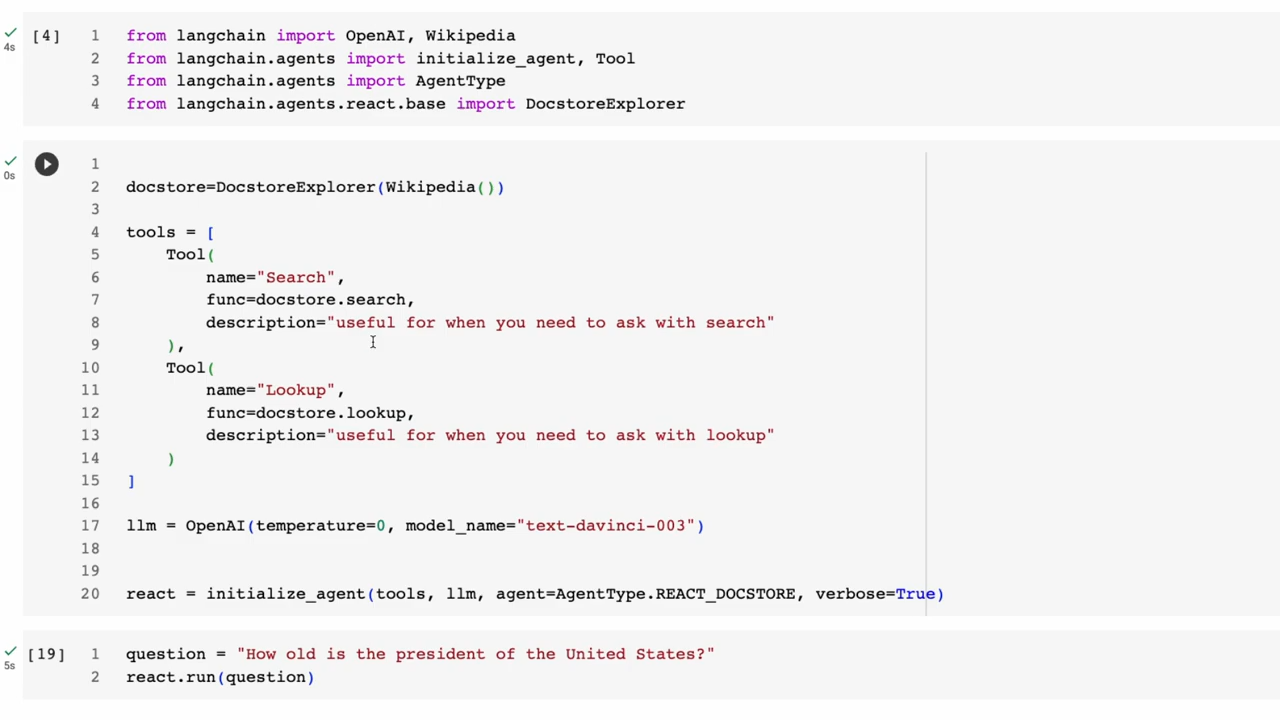 [4] 1 from langchain import OpenAI, Wikipedia
4s 2 from langchain.agents import initialize_agent, Tool
3 from langchain.agents import AgentType
4 from langchain.agents.react.base import DocstoreExplorer
1
0s 2 docstore=DocstoreExplorer(Wikipedia())
3
4 tools = [
5     Tool(
6         name="Search",
7         func=docstore.search,
8         description="useful for when you need to ask with search"
9     ),
10     Tool(
11         name="Lookup",
12         func=docstore.lookup,
13         description="useful for when you need to ask with lookup"
14     )
15 ]
16
17 llm = OpenAI(temperature=0, model_name="text-davinci-003")
18
19
20 react = initialize_agent(tools, llm, agent=AgentType.REACT_DOCSTORE, verbose=True)
[19] 1 question = "How old is the president of the United States?"
5s 2 react.run(question)